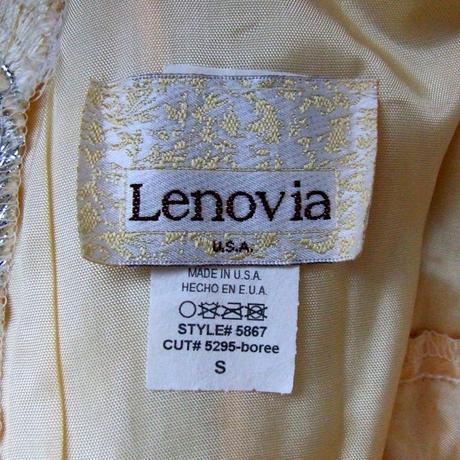 Lenovia
U.S.A.
MADE IN U.S.A.
HECHO EN E.U.A.
STYLE# 5867
CUT# 5295-boree
S